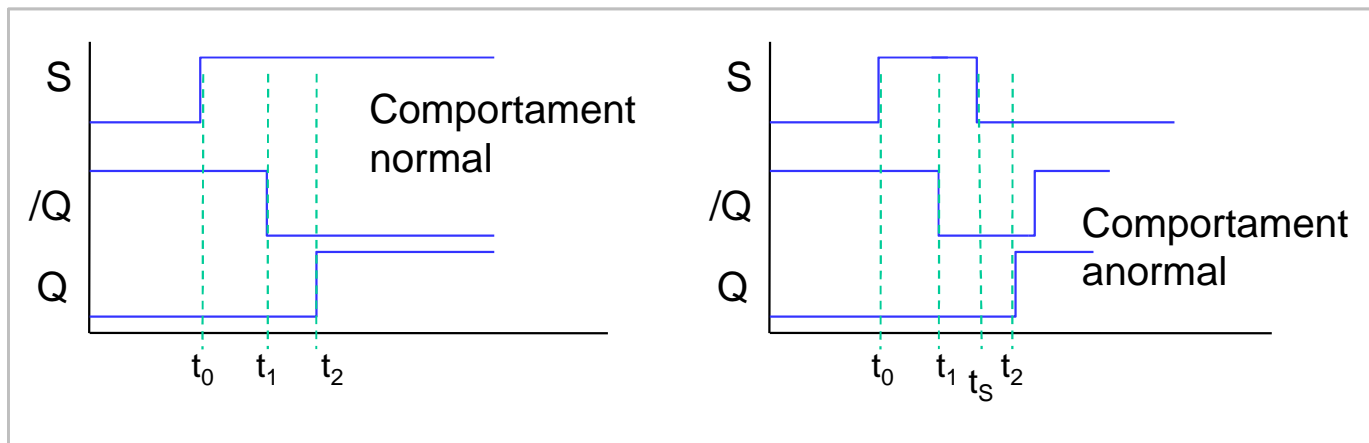 S
/Q
Q
Comportament
normal
t₀ t₁ t₂
S
/Q
Q
Comportament
anormal
t₀ t₁ tS t₂